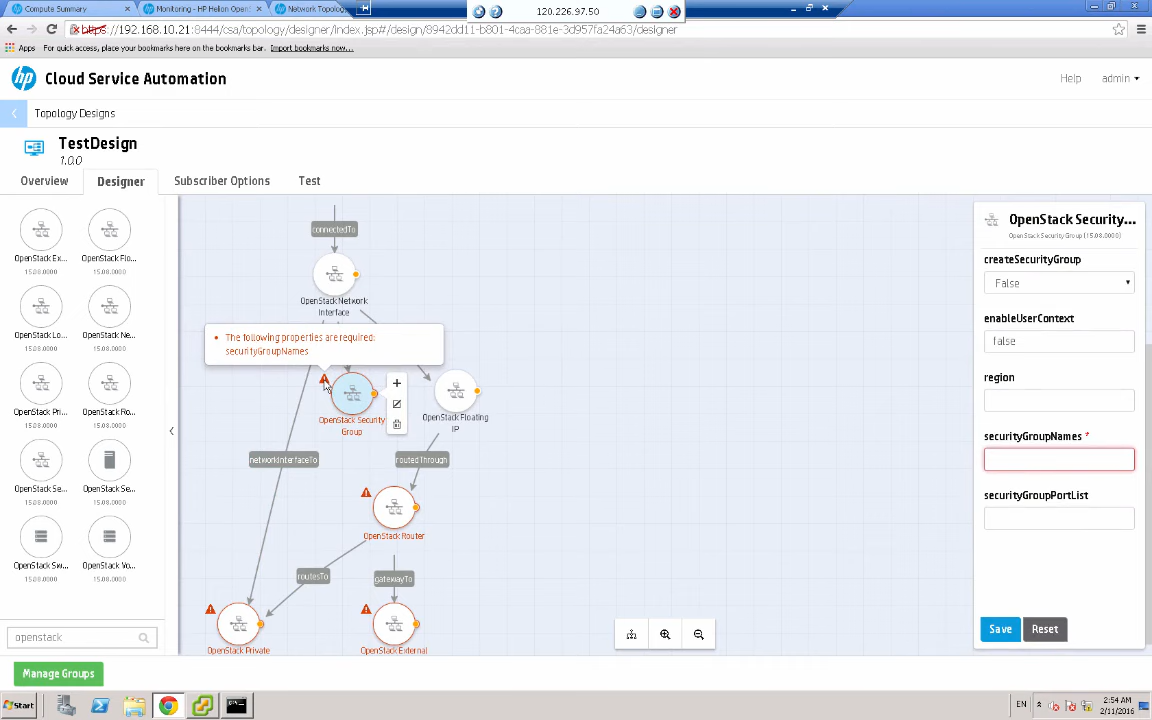 Compute Summary
Monitoring - HP Helion Open
Network Topolo
120.226.97.50
https://192.168.10.21:8444/csa/topology/designer/index.jsp#/design/8942dd11-b801-4caa-881e-3d957fa24a63/designer
Apps
For quick access, place your bookmarks here on the bookmarks bar.
Import bookmarks now...
hp
Cloud Service Automation
Help
admin
Topology Designs
TestDesign
1.0.0
Overview
Designer
Subscriber Options
Test
OpenStack Ex...
15.08.0000
OpenStack Flo...
15.08.0000
OpenStack Lo...
15.08.0000
OpenStack Ne...
15.08.0000
OpenStack Pri...
15.08.0000
OpenStack Ro...
15.08.0000
OpenStack Se...
15.08.0000
OpenStack Se...
15.08.0000
OpenStack Sw...
15.08.0000
OpenStack Vo...
15.08.0000
openstack
Manage Groups
connectedTo
OpenStack Network
Interface
The following properties are required:
securityGroupNames
OpenStack Security
Group
OpenStack Floating
IP
networkinterfaceTo
routedThrough
OpenStack Router
routesTo
gatewayTo
OpenStack Private
OpenStack External
OpenStack Security...
OpenStack Security Group (15.08.0000)
createSecurityGroup
False
enableUserContext
false
region
securityGroupNames *
securityGroupPortList
Save
Reset
Start
EN
2:54 AM
2/11/2016